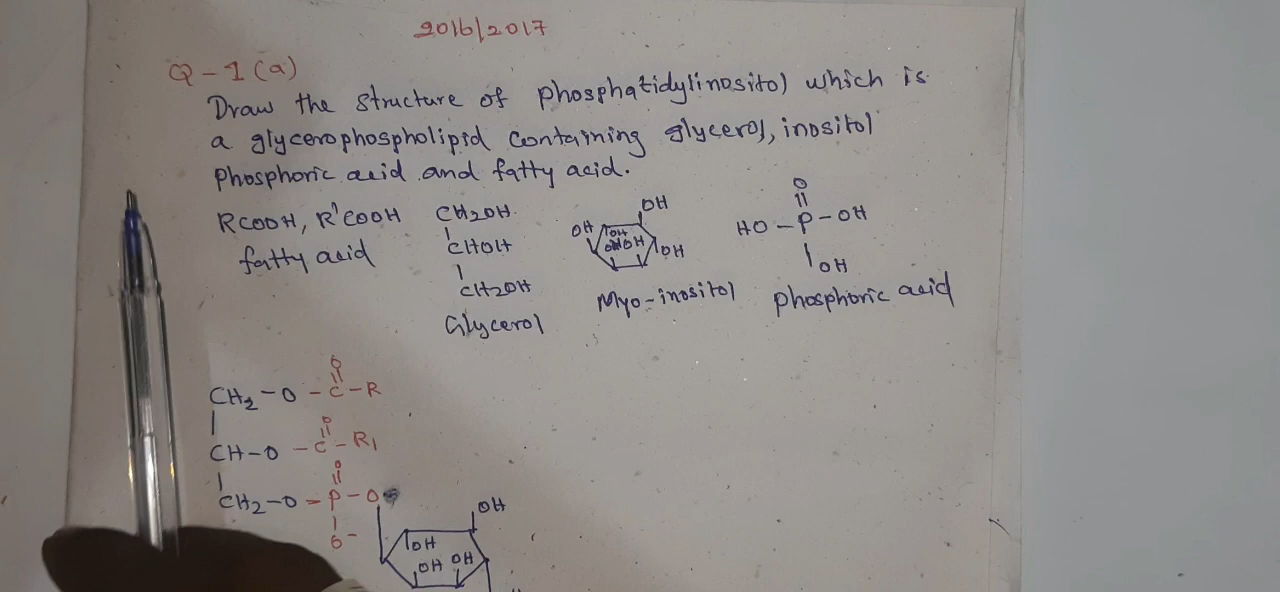 2016/2017
Q-1(a)
Draw the structure of phosphatidylinositol which is
a glycerophospholipid containing glycerol, inositol
phosphoric acid and fatty acid.
RCOOH, R'COOH
fatty acid
CH2OH
CHOH
CH2OH
Glycerol
OH
OH
OH
OH
OH
Myo-inositol
O
HO-P-OH
OH
phosphoric acid
O
CH2-O-C-R
O
CH-O-C-R1
O
CH2-O-P-O
O-
OH
OH
OH OH